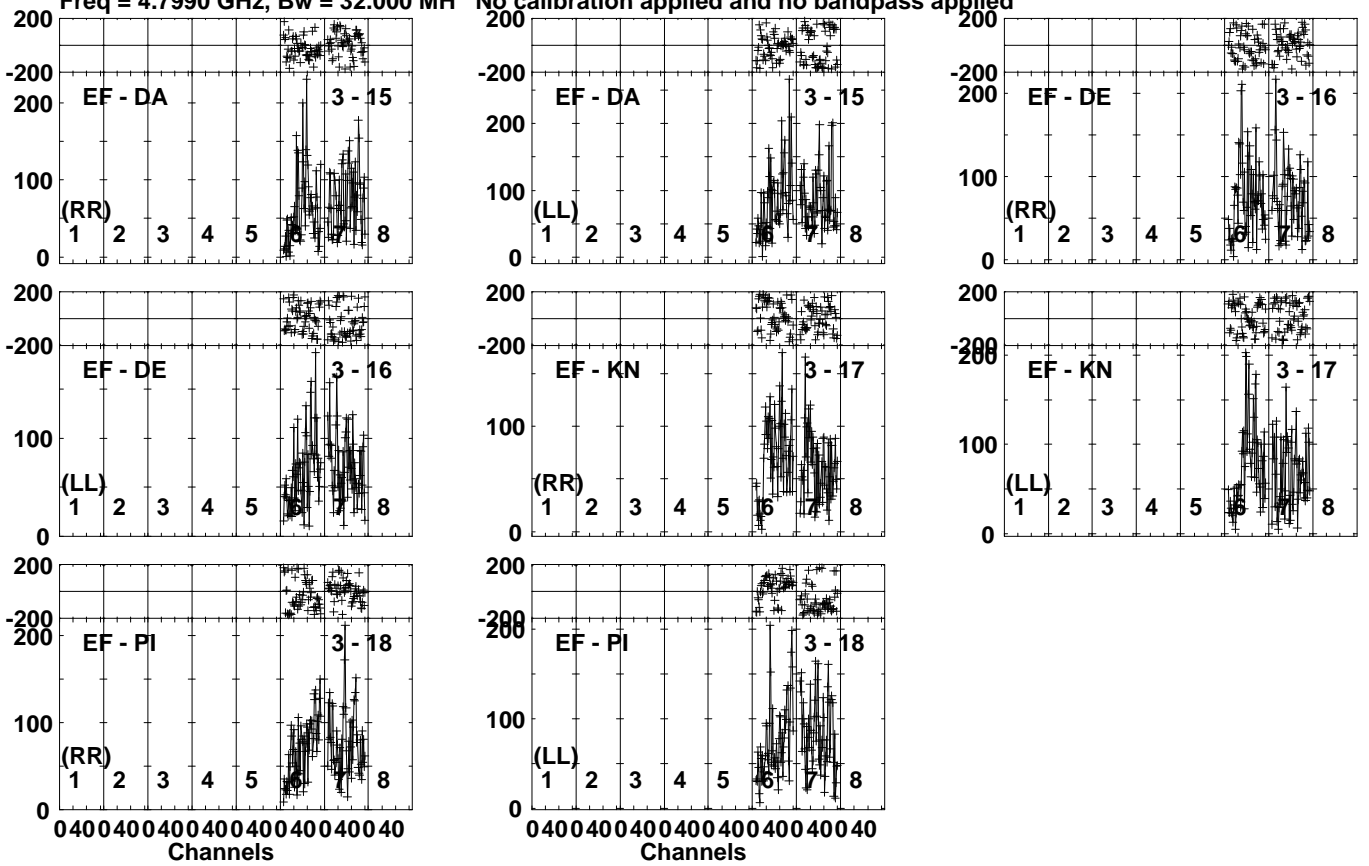 Freq = 4.7990 GHz, Bw = 32.000 MH No calibration applied and no bandpass applied
200
-200
EF - DA 3 - 15
200
100
(RR)
1 2 3 4 5 6 7 8
0
200
-200
EF - DA 3 - 15
200
100
(LL)
1 2 3 4 5 6 7 8
0
200
-200
EF - DE 3 - 16
200
100
(RR)
1 2 3 4 5 6 7 8
0
200
-200
EF - DE 3 - 16
100
(LL)
1 2 3 4 5 6 7 8
0
200
-200
EF - KN 3 - 17
100
(RR)
1 2 3 4 5 6 7 8
0
200
-200
200
EF - KN 3 - 17
100
(LL)
1 2 3 4 5 6 7 8
0
200
-200
200
EF - PI 3 - 18
100
(RR)
1 2 3 4 5 6 7 8
0
0 40 0 40 0 40 0 40 0 40 0 40 0 40 0 40
Channels
200
-200
200
EF - PI 3 - 18
100
(LL)
1 2 3 4 5 6 7 8
0
0 40 0 40 0 40 0 40 0 40 0 40 0 40 0 40
Channels